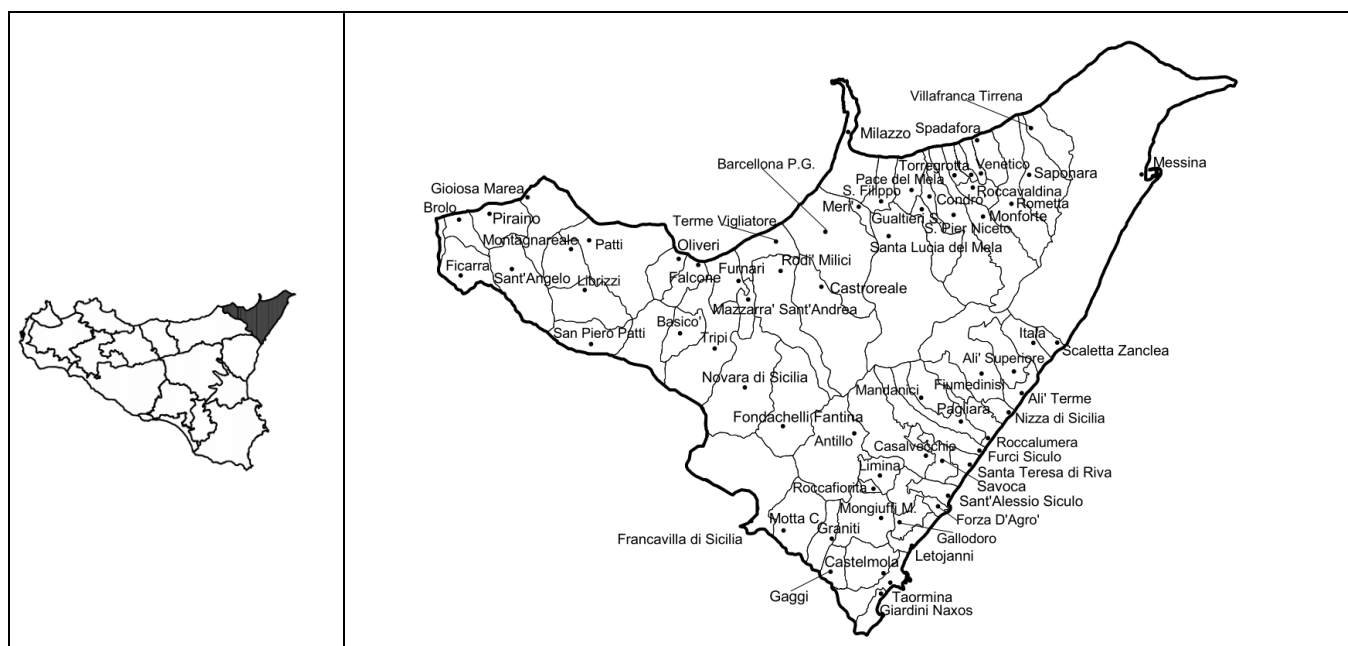 Villafranca Tirrena
Milazzo
Spadafora
Barcellona P.G.
Torregrotta
Venetico
Messina
Pace del Mela
Saponara
Gioiosa Marea
S. Filippo
Roccavaldina
Brolo
Piraino
Terme Vigliatore
Meri'
Condro
Rometa
Gualtieri S.
Monforte
S. Pier Niceto
Montagnareale
Patti
Oliveri
Santa Lucia del Mela
Ficarra
Sant'Angelo
Librizzi
Falcone
Furnari
Rodi' Milici
Castroreale
Mazzarra' Sant'Andrea
San Piero Patti
Basico'
Tripi
Itala
Scaletta Zanclea
Ali' Superiore
Novara di Sicilia
Mandanici
Fiumedinisi
Ali' Terme
Pagliara
Nizza di Sicilia
Fondachelli Fantina
Antillo
Casalvecchio
Roccalumera
Furci Siculo
Limina
Santa Teresa di Riva
Savoca
Roccafiorita
Sant'Alessio Siculo
Mongiuffi M.
Forza D'Agro'
Motta C.
Graniti
Francavilla di Sicilia
Gallodoro
Letojanni
Castelmola
Gaggi
Taormina
Giardini Naxos